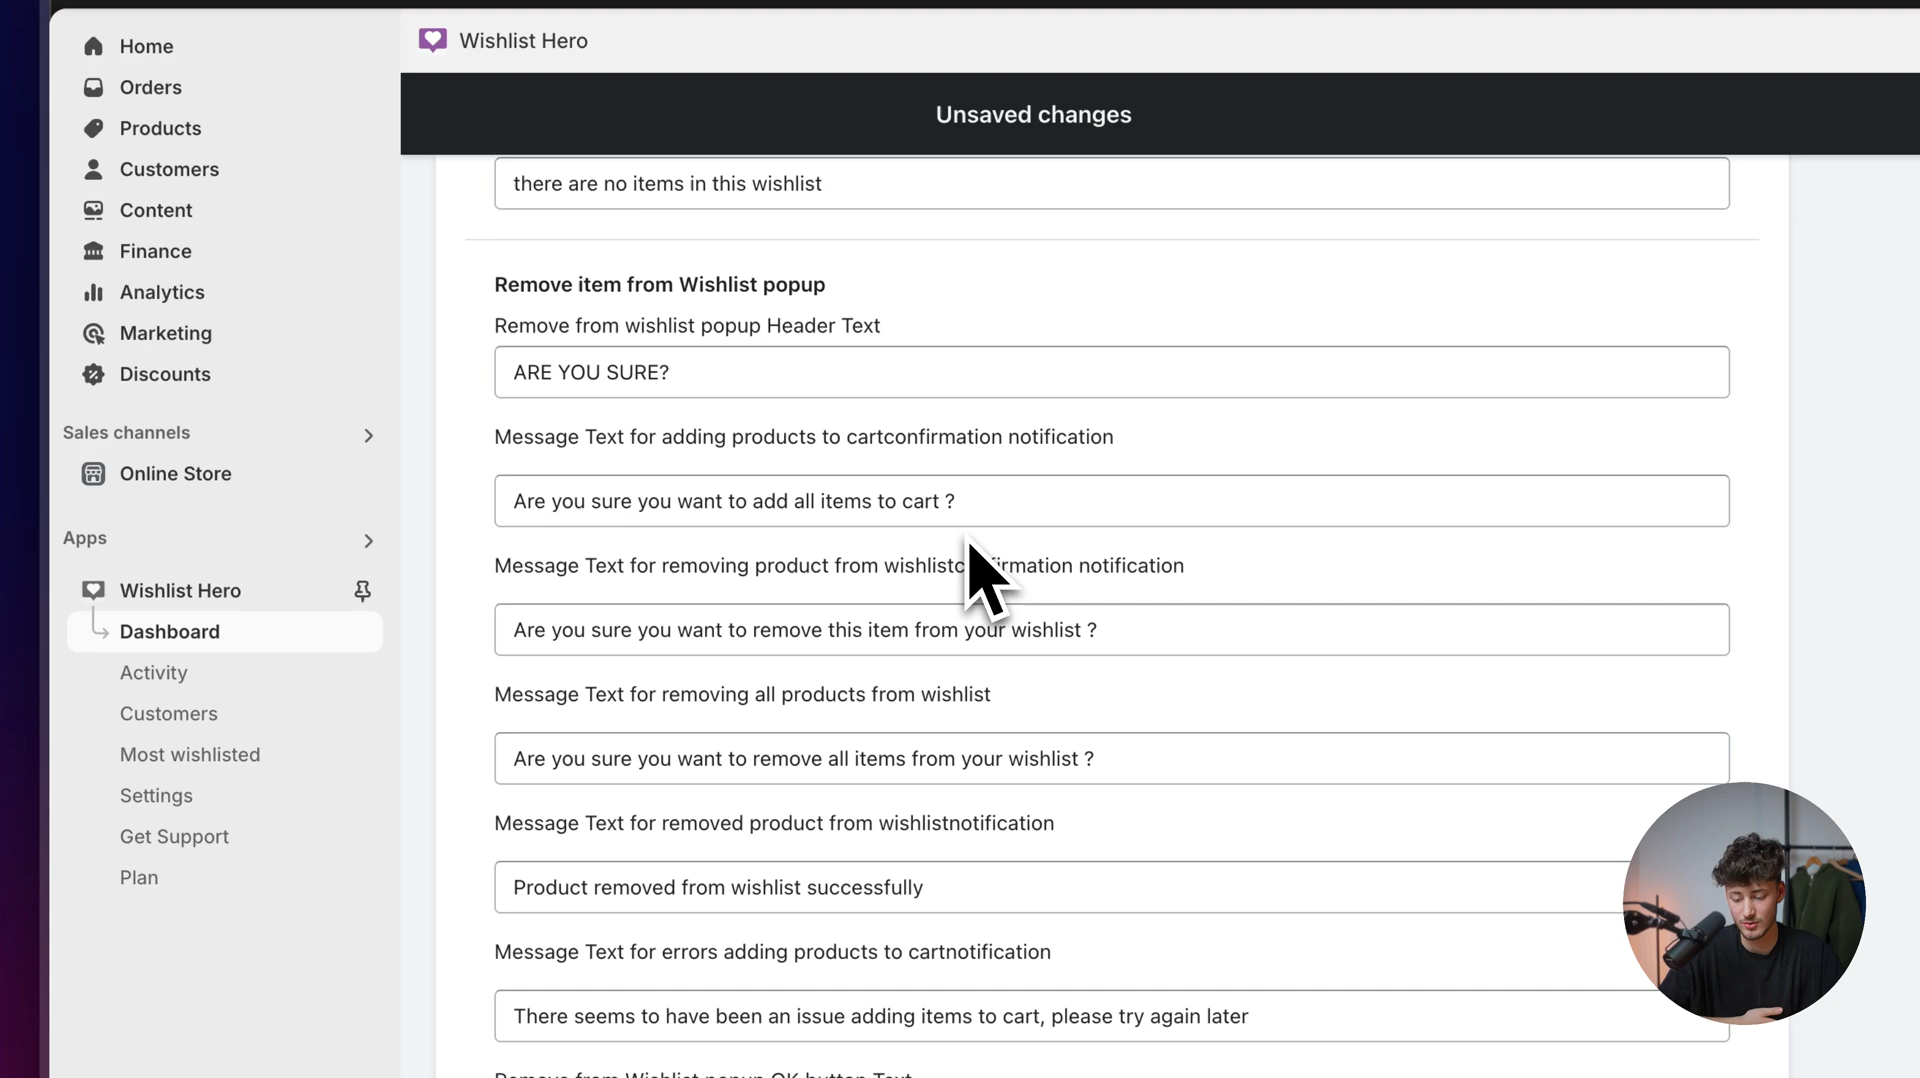 Home
Orders
Products
Customers
Content
Finance
Analytics
Marketing
Discounts
Sales channels
Online Store
Apps
Wishlist Hero
Dashboard
Activity
Customers
Most wishlisted
Settings
Get Support
Plan
Wishlist Hero
Unsaved changes
there are no items in this wishlist
Remove item from Wishlist popup
Remove from wishlist popup Header Text
ARE YOU SURE?
Message Text for adding products to cartconfirmation notification
Are you sure you want to add all items to cart ?
Message Text for removing product from notification
Are you sure you want to remove this item from your wishlist ?
Message Text for removing all products from wishlist
Are you sure you want to remove all items from your wishlist ?
Message Text for removed product from wishlistnotification
Product removed from wishlist successfully
Message Text for errors adding products to cartnotification
There seems to have been an issue adding items to cart, please try again later
Remove from Wishlist popup OK button Text